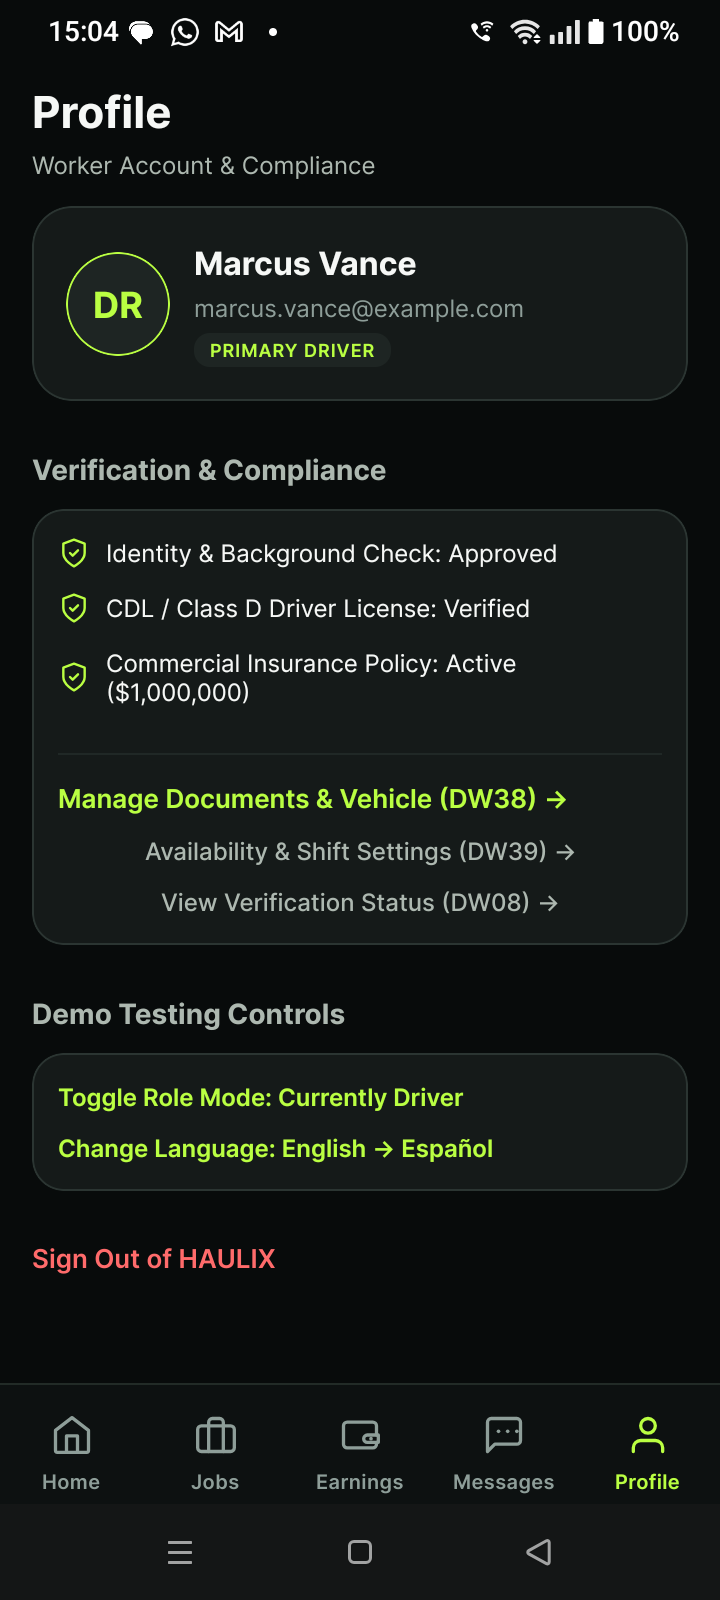 15:04
100%
Profile
Worker Account & Compliance
DR
Marcus Vance
marcus.vance@example.com
PRIMARY DRIVER
Verification & Compliance
Identity & Background Check: Approved
CDL / Class D Driver License: Verified
Commercial Insurance Policy: Active
($1,000,000)
Manage Documents & Vehicle (DW38) →
Availability & Shift Settings (DW39) →
View Verification Status (DW08) →
Demo Testing Controls
Toggle Role Mode: Currently Driver
Change Language: English → Español
Sign Out of HAULIX
Home
Jobs
Earnings
Messages
Profile